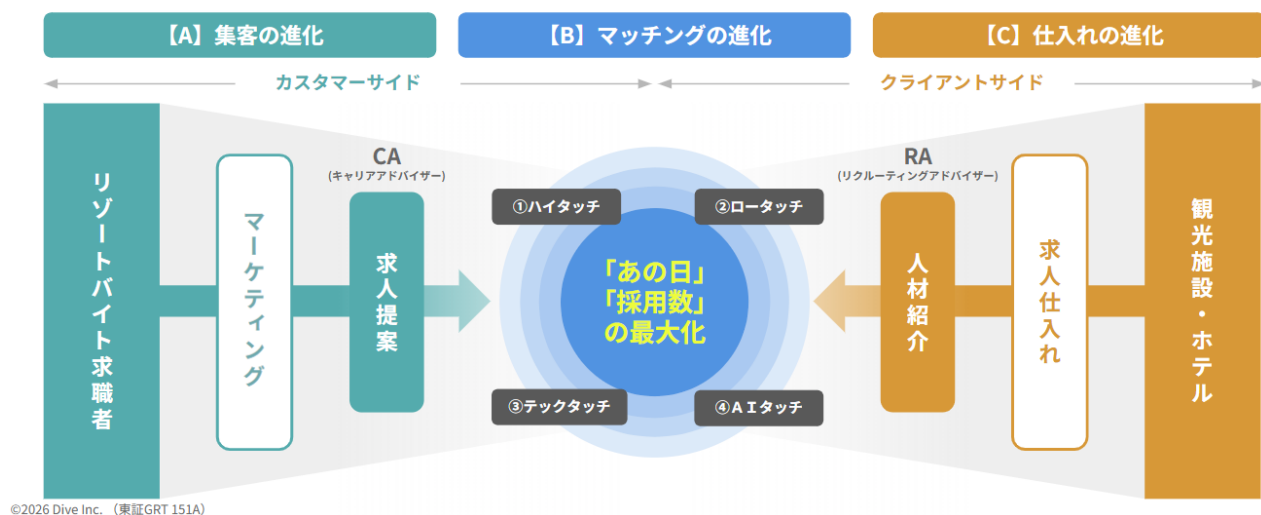 【A】集客の進化
【B】マッチングの進化
【C】仕入れの進化
カスタマーサイド
クライアントサイド
リゾートバイト求職者
マーケティング
CA
(キャリアアドバイザー)
求人提案
①ハイタッチ
②ロータッチ
「あの日」
「採用数」
の最大化
③テックタッチ
④ＡＩタッチ
RA
(リクルーティングアドバイザー)
人材紹介
求人仕入れ
観光施設・ホテル
©2026 Dive Inc. （東証GRT 151A）